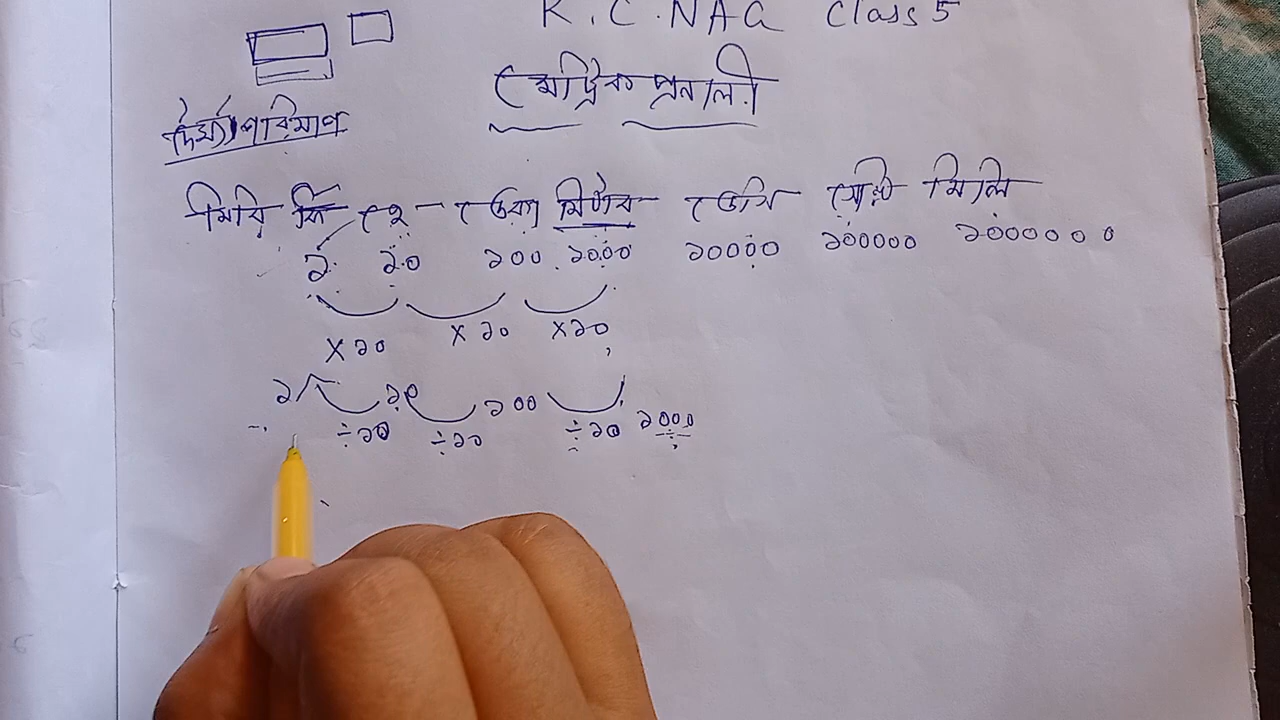 K.C.NAG Class 5
মেট্রিক প্রনালী
দৈর্ঘ্য পরিমাপ
মিরি কি হে - ডেকা মিটার ডেসি সেন্টি মিলি
১ ১০ ১০০ ১০০০ ১০০০০ ১০০০০০ ১০০০০০০
X ১০ X ১০ X ১০
১ ১০ ১০০ ১০০০
÷১০ ÷১০ ÷১০